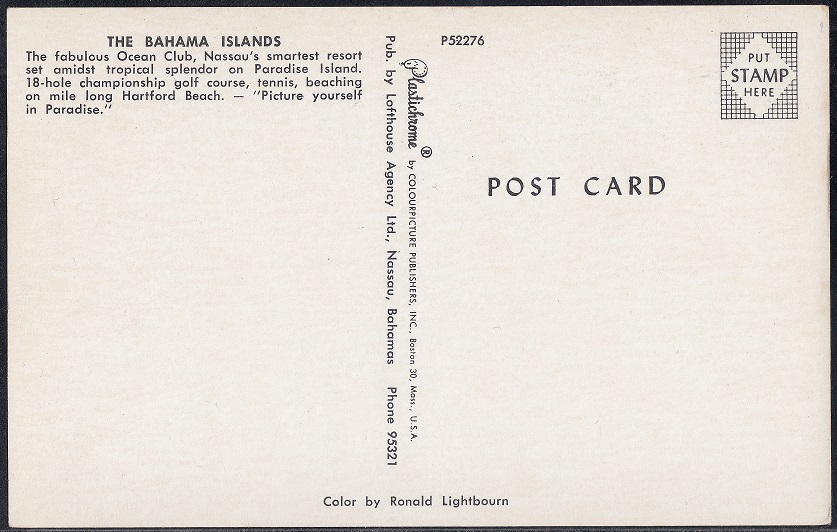 THE BAHAMA ISLANDS
The fabulous Ocean Club, Nassau's smartest resort
set amidst tropical splendor on Paradise Island.
18-hole championship golf course, tennis, beaching
on mile long Hartford Beach. — "Picture yourself
in Paradise."
Pub. by Lofthouse Agency Ltd., Nassau, Bahamas Phone 95321
Plastichrome ® by COLOURPICTURE PUBLISHERS, INC., Boston 30, Mass., U.S.A.
P52276
PUT
STAMP
HERE
POST CARD
Color by Ronald Lightbourn